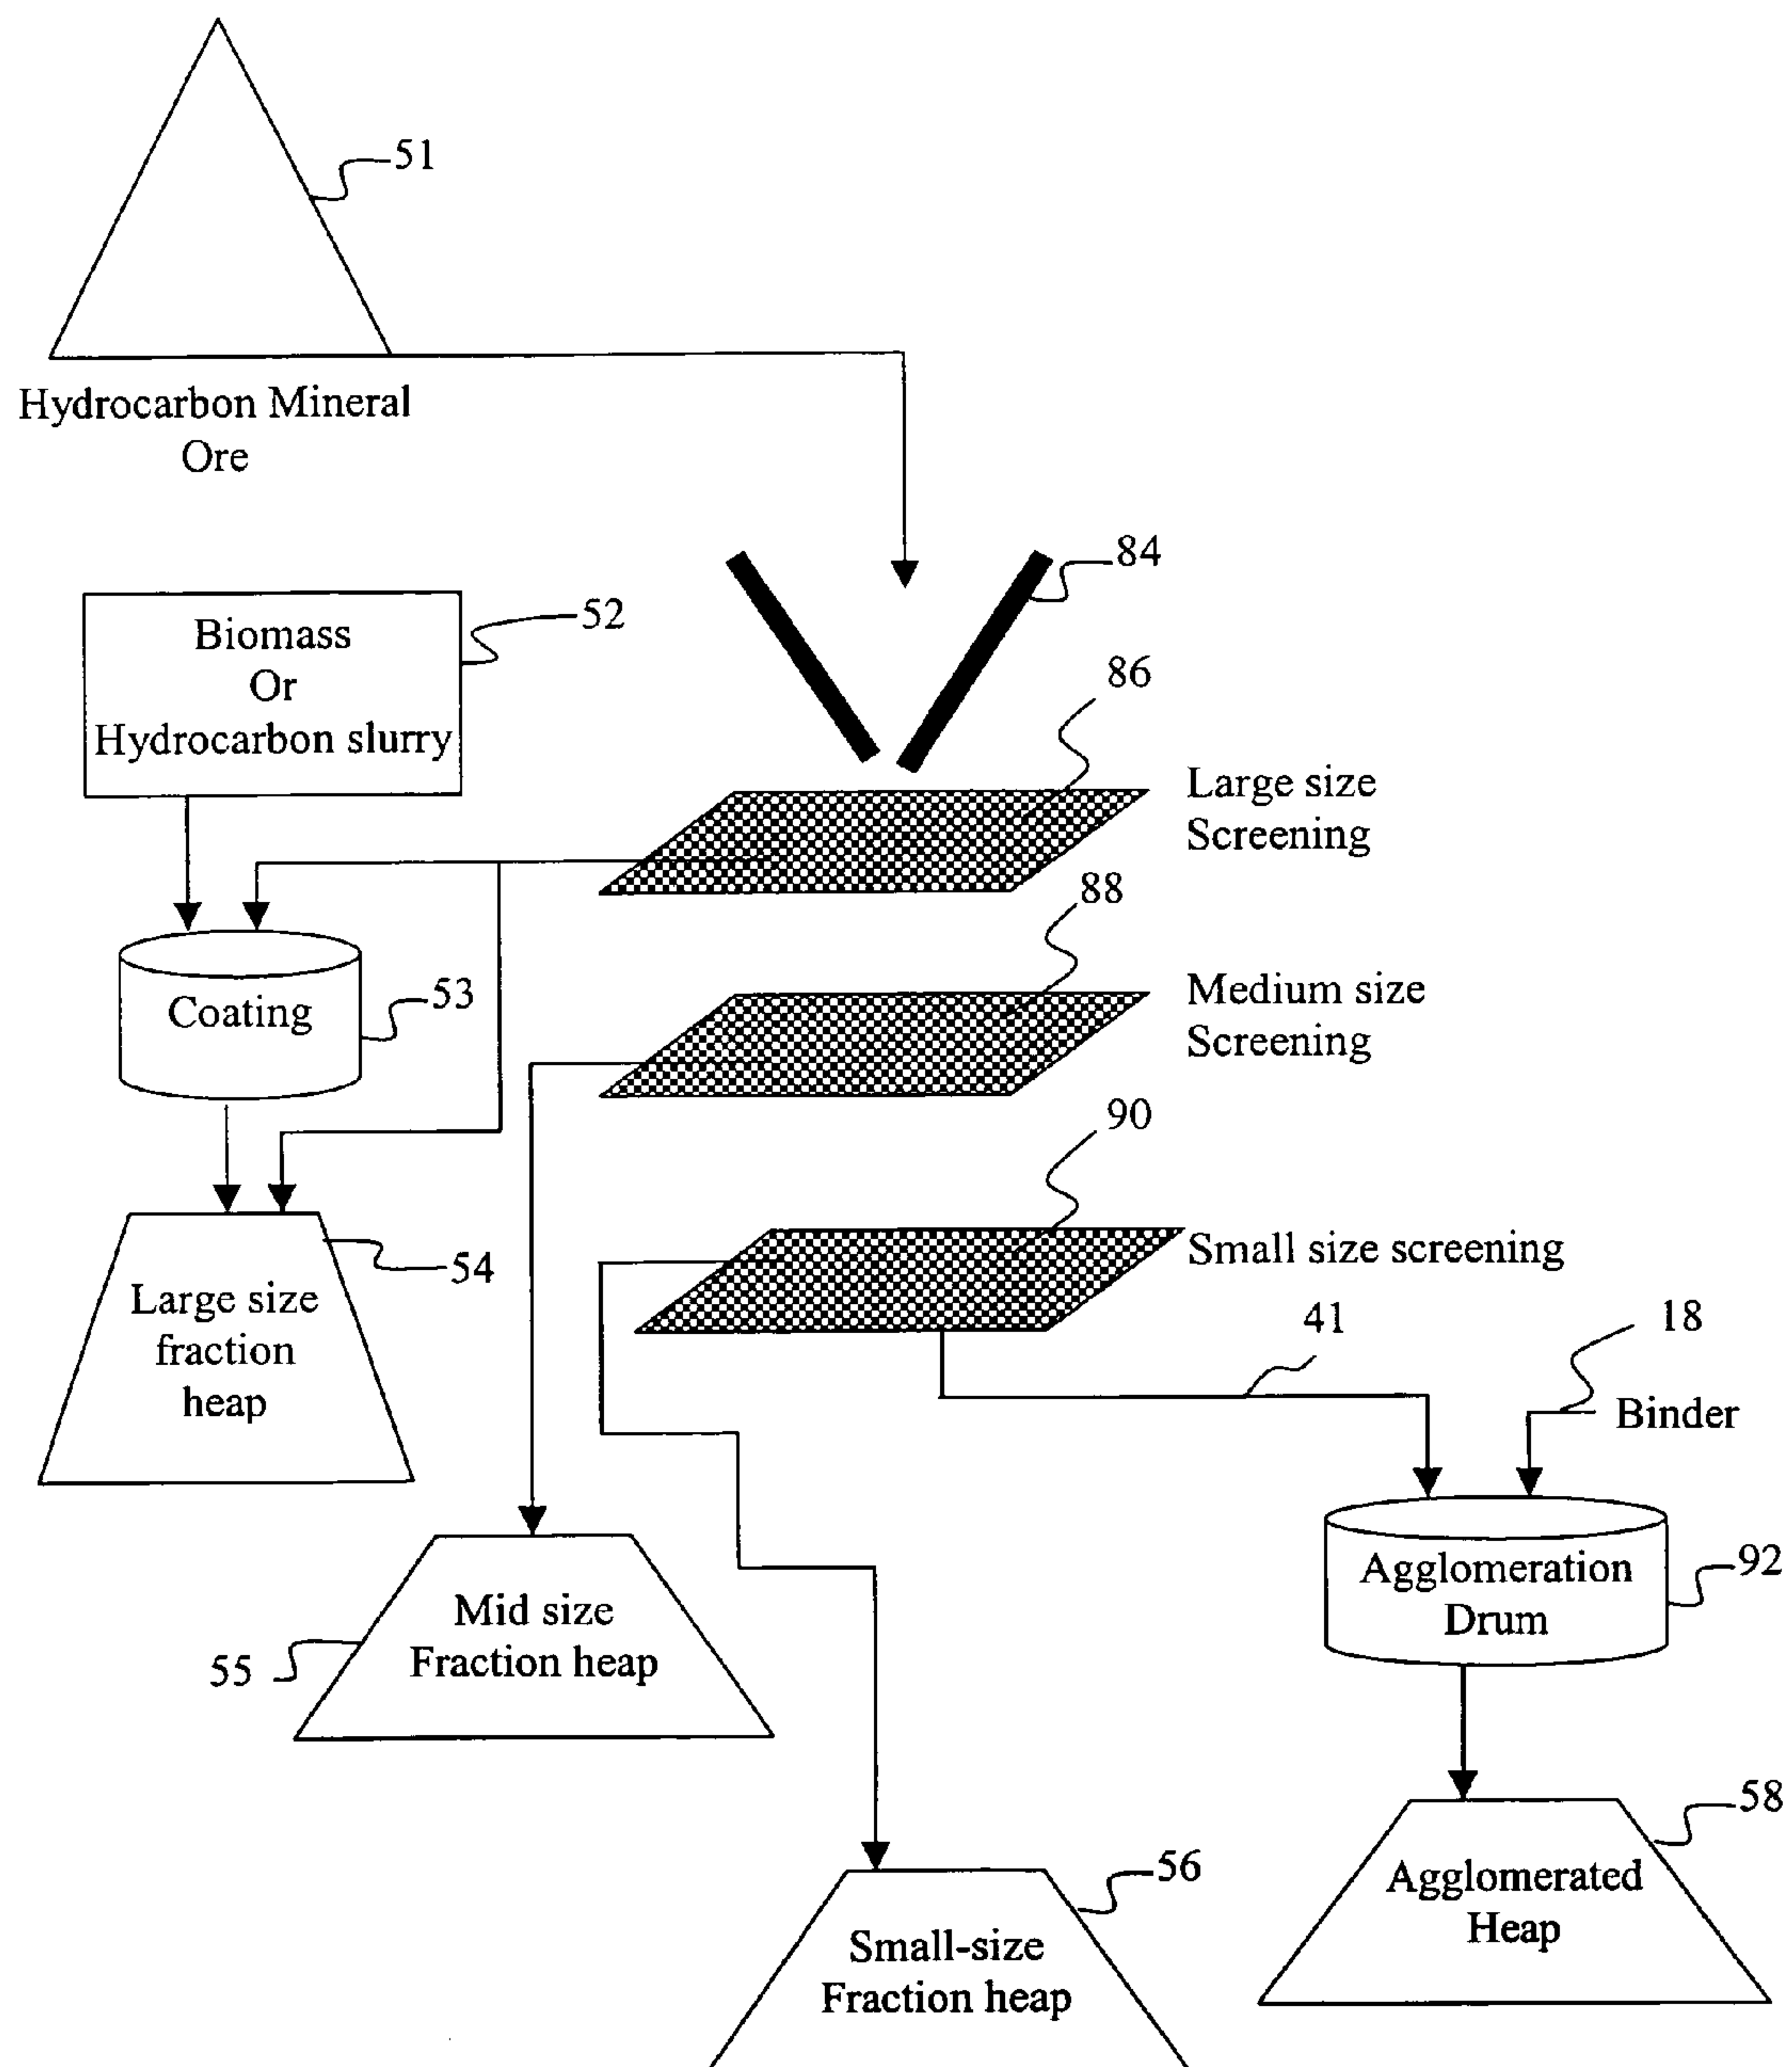 51
Hydrocarbon Mineral
Ore
84
52
Biomass
Or
Hydrocarbon slurry
86
Large size
Screening
88
Coating
53
Medium size
Screening
90
54
Small size screening
Large size
fraction
heap
41
18
Binder
Agglomeration
Drum
92
Mid size
Fraction heap
55
58
56
Agglomerated
Heap
Small-size
Fraction heap